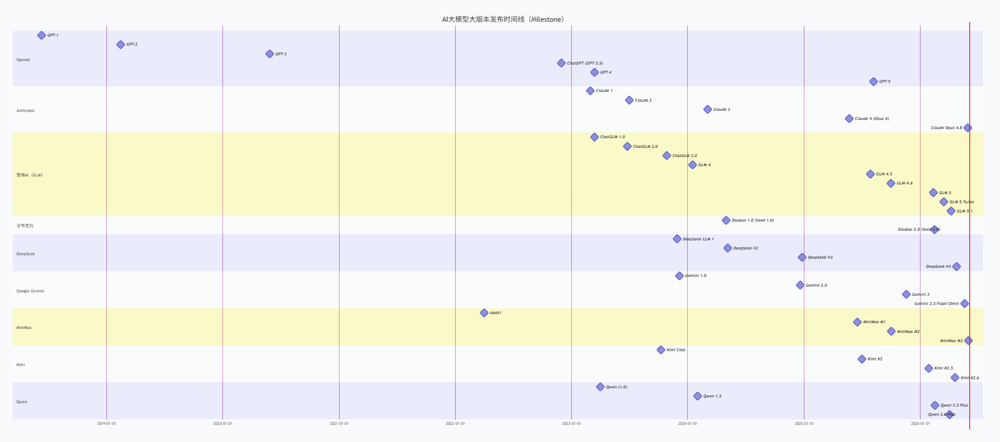 AI大模型大版本发布时间线（Milestone）
OpenAI
GPT-1
GPT-2
GPT-3
ChatGPT (GPT-3.5)
GPT-4
GPT-5
Anthropic
Claude 1
Claude 2
Claude 3
Claude 4 (Opus 4)
Claude Opus 4.8
智谱AI（GLM）
ChatGLM 1.0
ChatGLM 2.0
ChatGLM 3.0
GLM-4
GLM-4.5
GLM-4.6
GLM-5
GLM-5-Turbo
GLM-5.1
字节豆包
Doubao 1.0 (Seed 1.0)
Doubao 2.0 (Seed 2.0)
DeepSeek
DeepSeek-LLM 1
DeepSeek-V2
DeepSeek-V3
DeepSeek-V4
Google Gemini
Gemini 1.0
Gemini 2.0
Gemini 3
Gemini 3.5 Flash/Omni
MiniMax
abab1
MiniMax M1
MiniMax M2
MiniMax M3
Kimi
Kimi Chat
Kimi K2
Kimi K2.5
Kimi K2.6
Qwen
Qwen (1.0)
Qwen 1.5
Qwen 3.5-Plus
Qwen 3.6-Plus
2019-01-01
2020-01-01
2021-01-01
2022-01-01
2023-01-01
2024-01-01
2025-01-01
2026-01-01